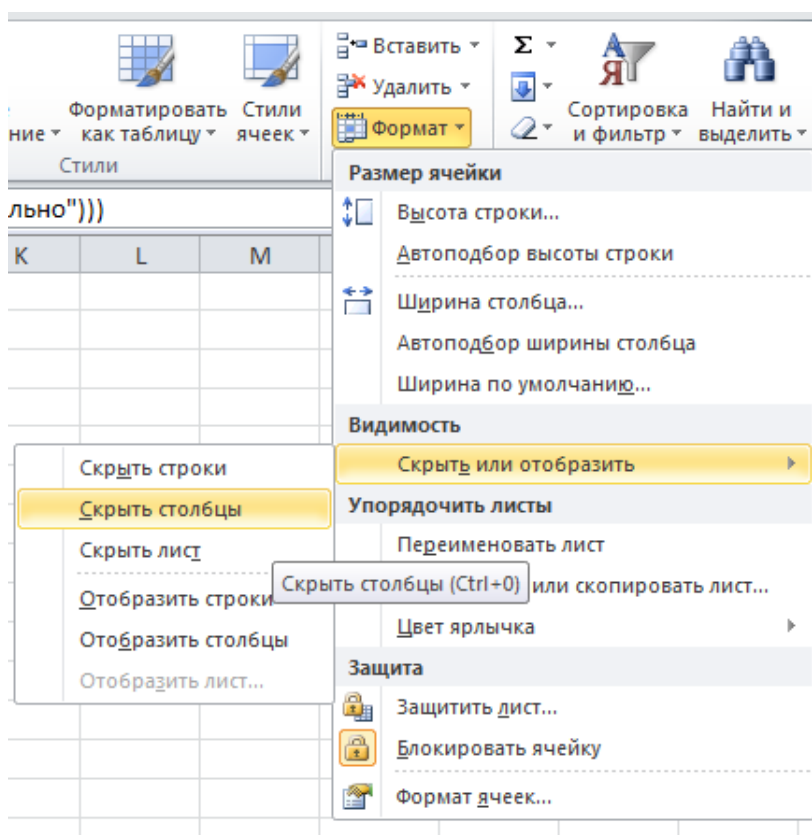 Вставить
Σ
Удалить
Форматировать
как таблицу
Стили
ячеек
Сортировка
и фильтр
Найти и
выделить
ние
Формат
Стили
Размер ячейки
льно")))
Высота строки...
K L M
Автоподбор высоты строки
Ширина столбца...
Автоподбор ширины столбца
Ширина по умолчанию...
Видимость
Скрыть или отобразить
Скрыть строки
Скрыть столбцы
Скрыть лист
Отобразить строки
Отобразить столбцы
Отобразить лист...
Скрыть столбцы (Ctrl+0)
Упорядочить листы
Переименовать лист
или скопировать лист...
Цвет ярлычка
Защита
Защитить лист...
Блокировать ячейку
Формат ячеек...